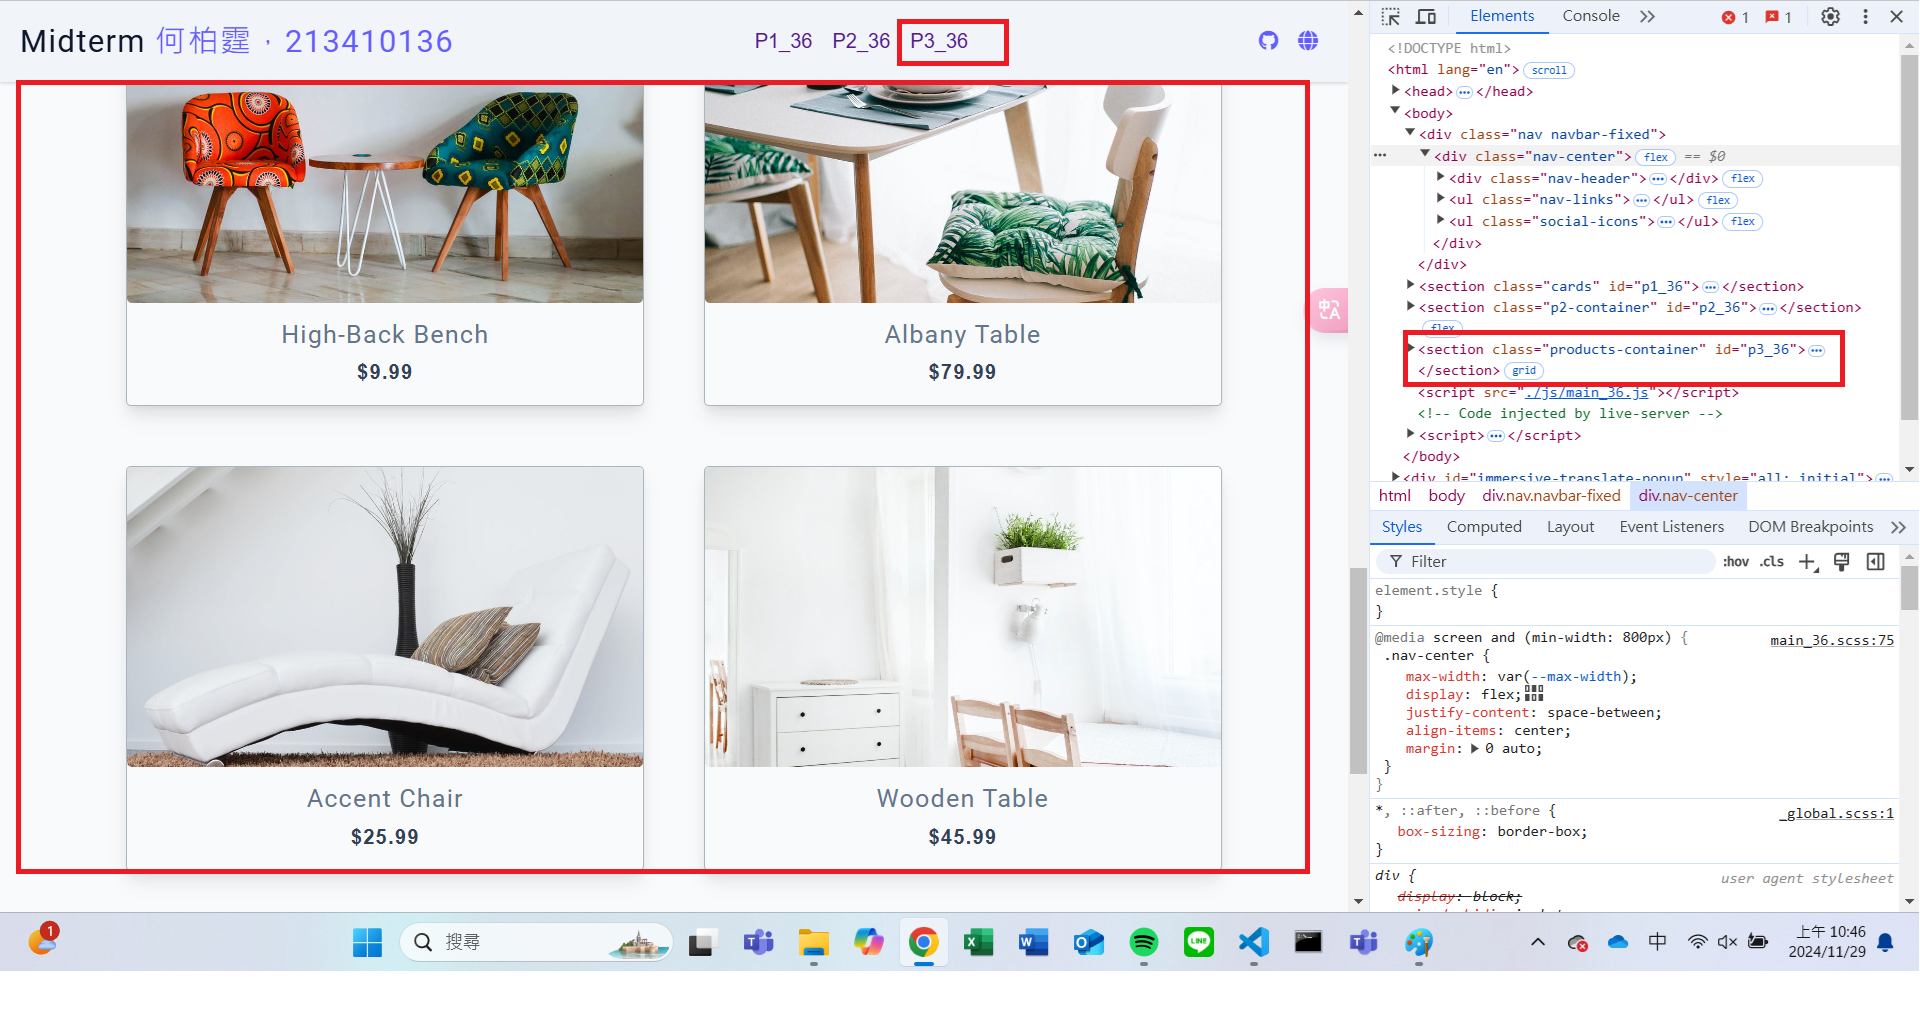 Midterm 何柏霆，213410136
P1_36 P2_36 P3_36
High-Back Bench
$9.99
Albany Table
$79.99
Accent Chair
$25.99
Wooden Table
$45.99
Elements Console 1 1
<!DOCTYPE html>
<html lang="en"> scroll
<head> ··· </head>
<body>
<div class="nav navbar-fixed">
<div class="nav-center"> flex == $0
<div class="nav-header"> ··· </div> flex
<ul class="nav-links"> ··· </ul> flex
<ul class="social-icons"> ··· </ul> flex
</div>
</div>
<section class="cards" id="p1_36"> ··· </section>
<section class="p2-container" id="p2_36"> ··· </section>
flex
<section class="products-container" id="p3_36"> ···
</section> grid
<script src="./js/main_36.js"></script>
<!-- Code injected by live-server -->
<script> ··· </script>
</body>
<div id="immersive-translate-popup" style="all: initial"> ···
html body div.nav.navbar-fixed div.nav-center
Styles Computed Layout Event Listeners DOM Breakpoints
Filter :hov .cls
element.style {
}
@media screen and (min-width: 800px) { main_36.scss:75
.nav-center {
max-width: var(--max-width);
display: flex;
justify-content: space-between;
align-items: center;
margin: 0 auto;
}
}
*, ::after, ::before { _global.scss:1
box-sizing: border-box;
}
div { user agent stylesheet
display: block;
1 搜尋 中 上午 10:46
2024/11/29